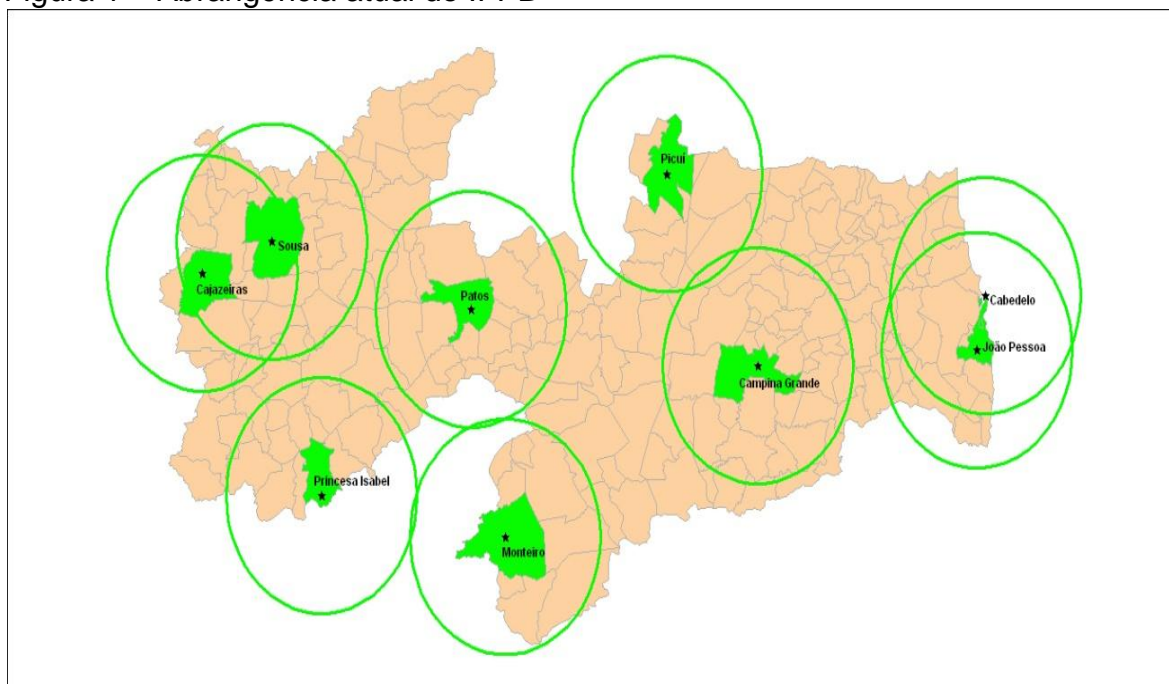 Picuí
Sousa
Cajazeiras
Patos
Cabedelo
João Pessoa
Campina Grande
Princesa Isabel
Monteiro